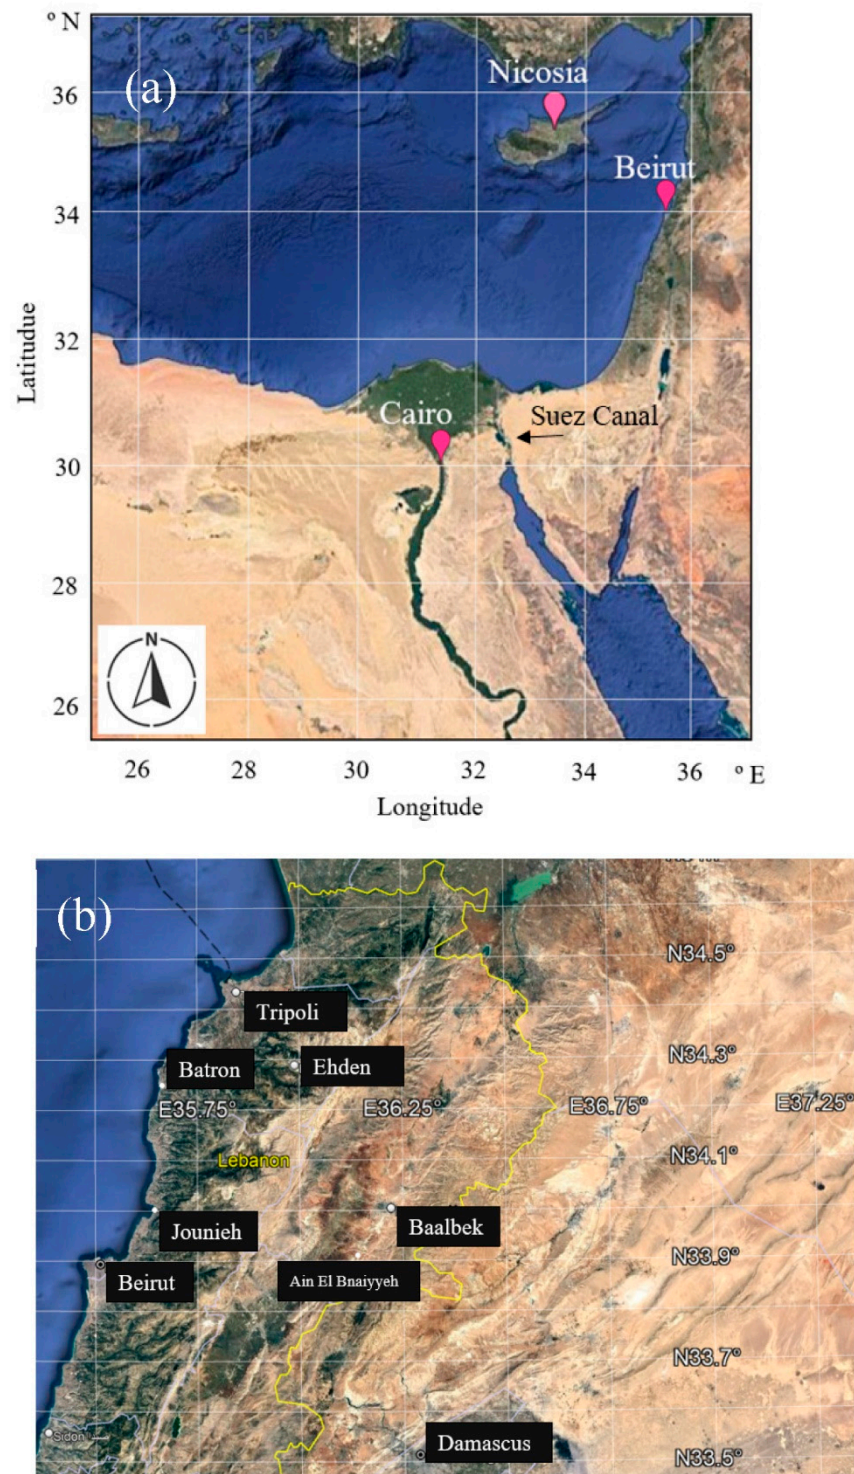 ° N
(a)
Nicosia
36
Beirut
34
Latitudue
32
Cairo
Suez Canal
30
28
N
26
26 28 30 32 34 36 ° E
Longitude
(b)
N34.5°
Tripoli
N34.3°
Batron
Ehden
E35.75° E36.25° E36.75° E37.25°
Lebanon
N34.1°
Jounieh
Baalbek
N33.9°
Beirut
Ain El Bnaiyyeh
N33.7°
Sidon
Damascus
N33.5°